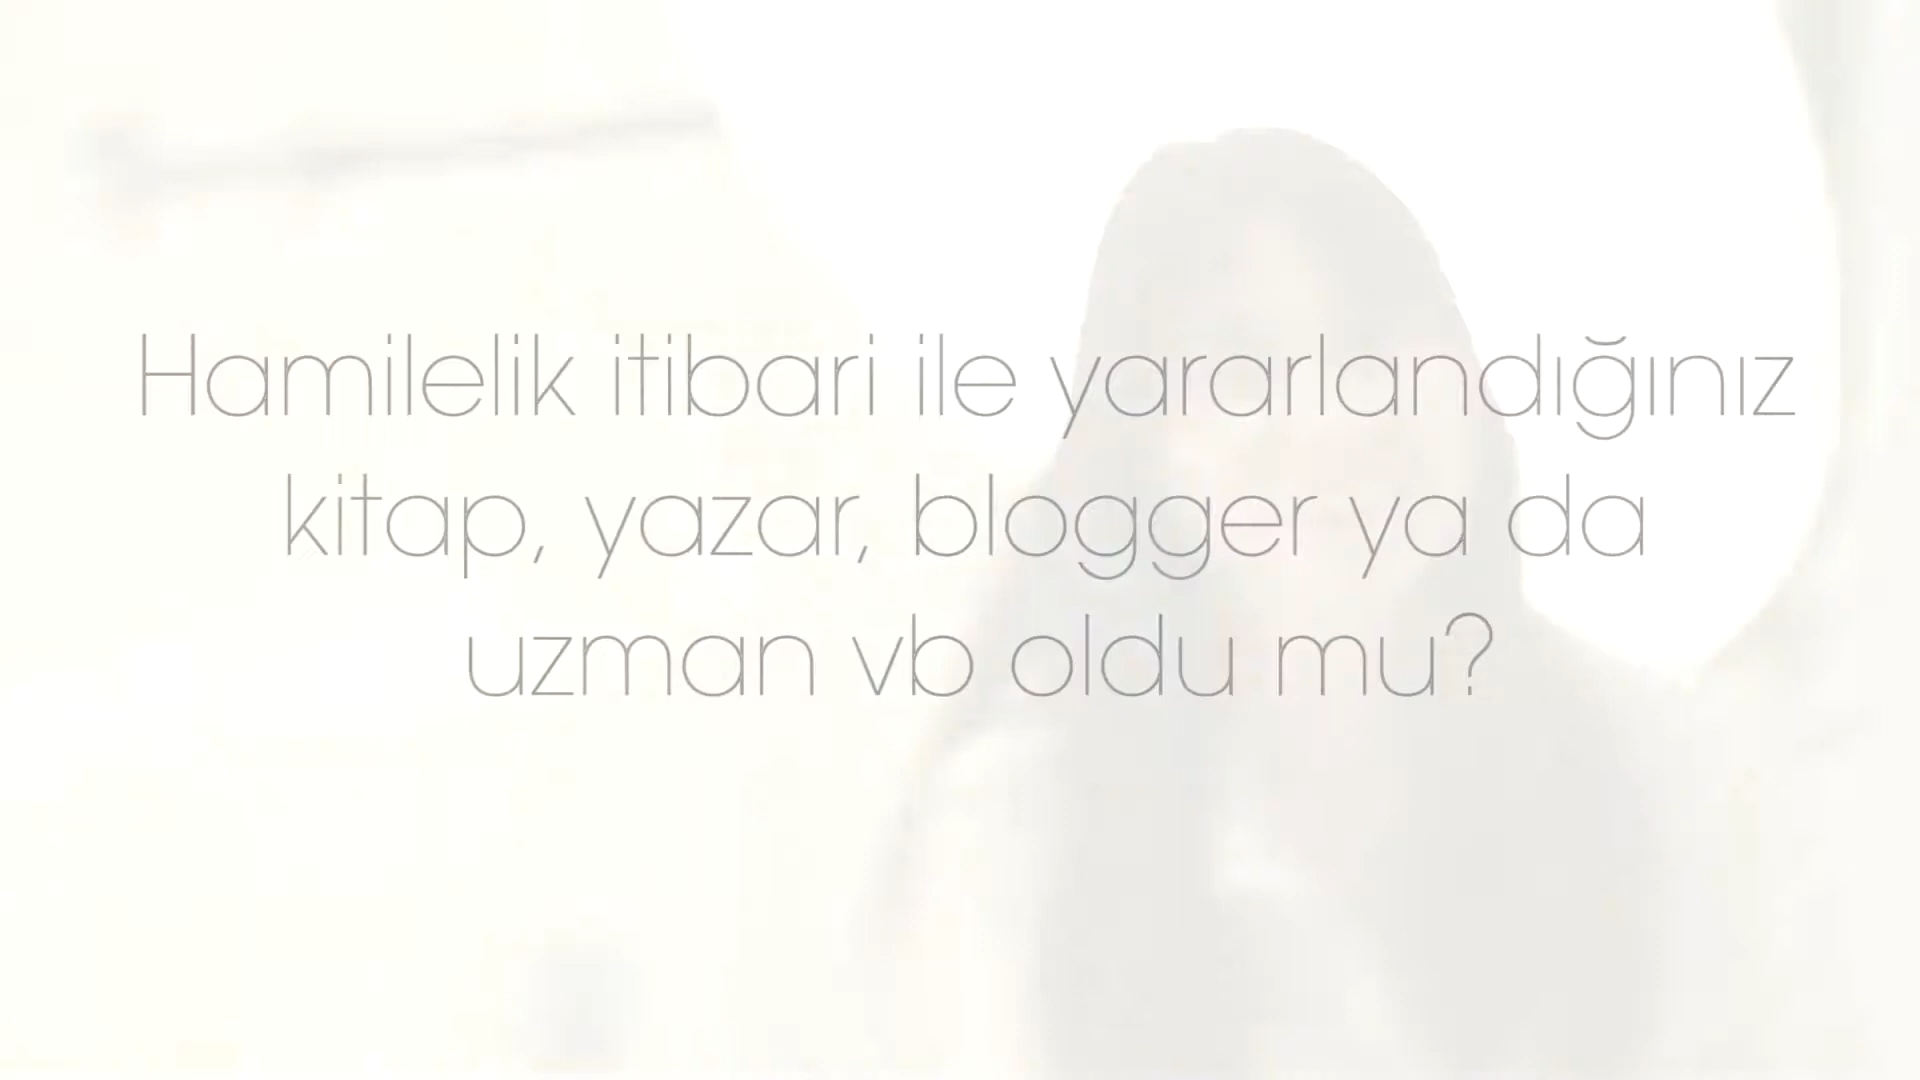 Hamilelik itibari ile yararlandığınız
kitap, yazar, blogger ya da
uzman vb oldu mu?